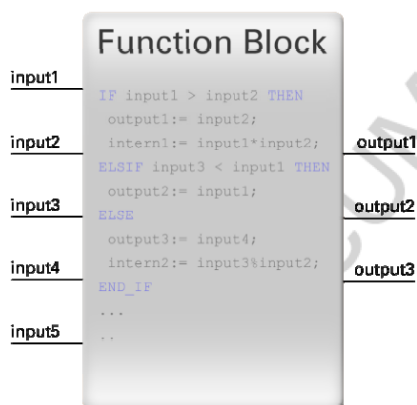 Function Block
input1
input2
input3
input4
input5
IF input1 > input2 THEN
output1:= input2;
intern1:= input1*input2;
ELSIF input3 < input1 THEN
output2:= input1;
ELSE
output3:= input4;
intern2:= input3%input2;
END_IF
...
..
output1
output2
output3